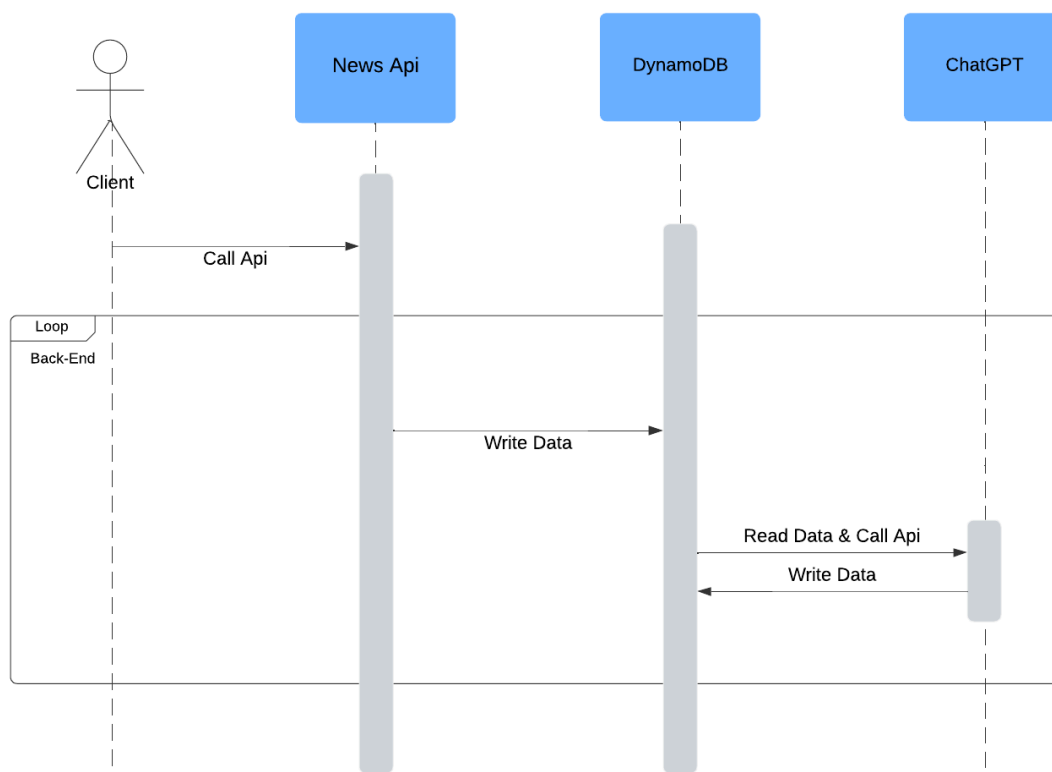 News Api
DynamoDB
ChatGPT
Client
Call Api
Loop
Back-End
Write Data
Read Data & Call Api
Write Data